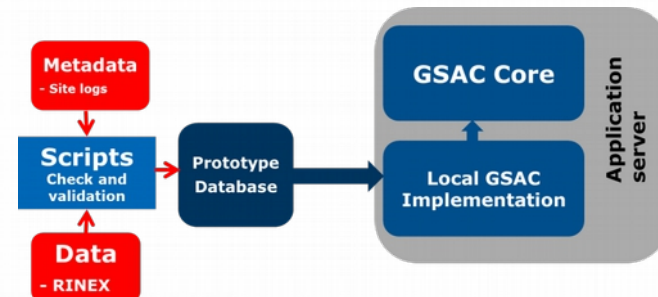 Metadata
- Site logs
Scripts
Check and
validation
Data
- RINEX
Prototype
Database
GSAC Core
Local GSAC
Implementation
Application
server